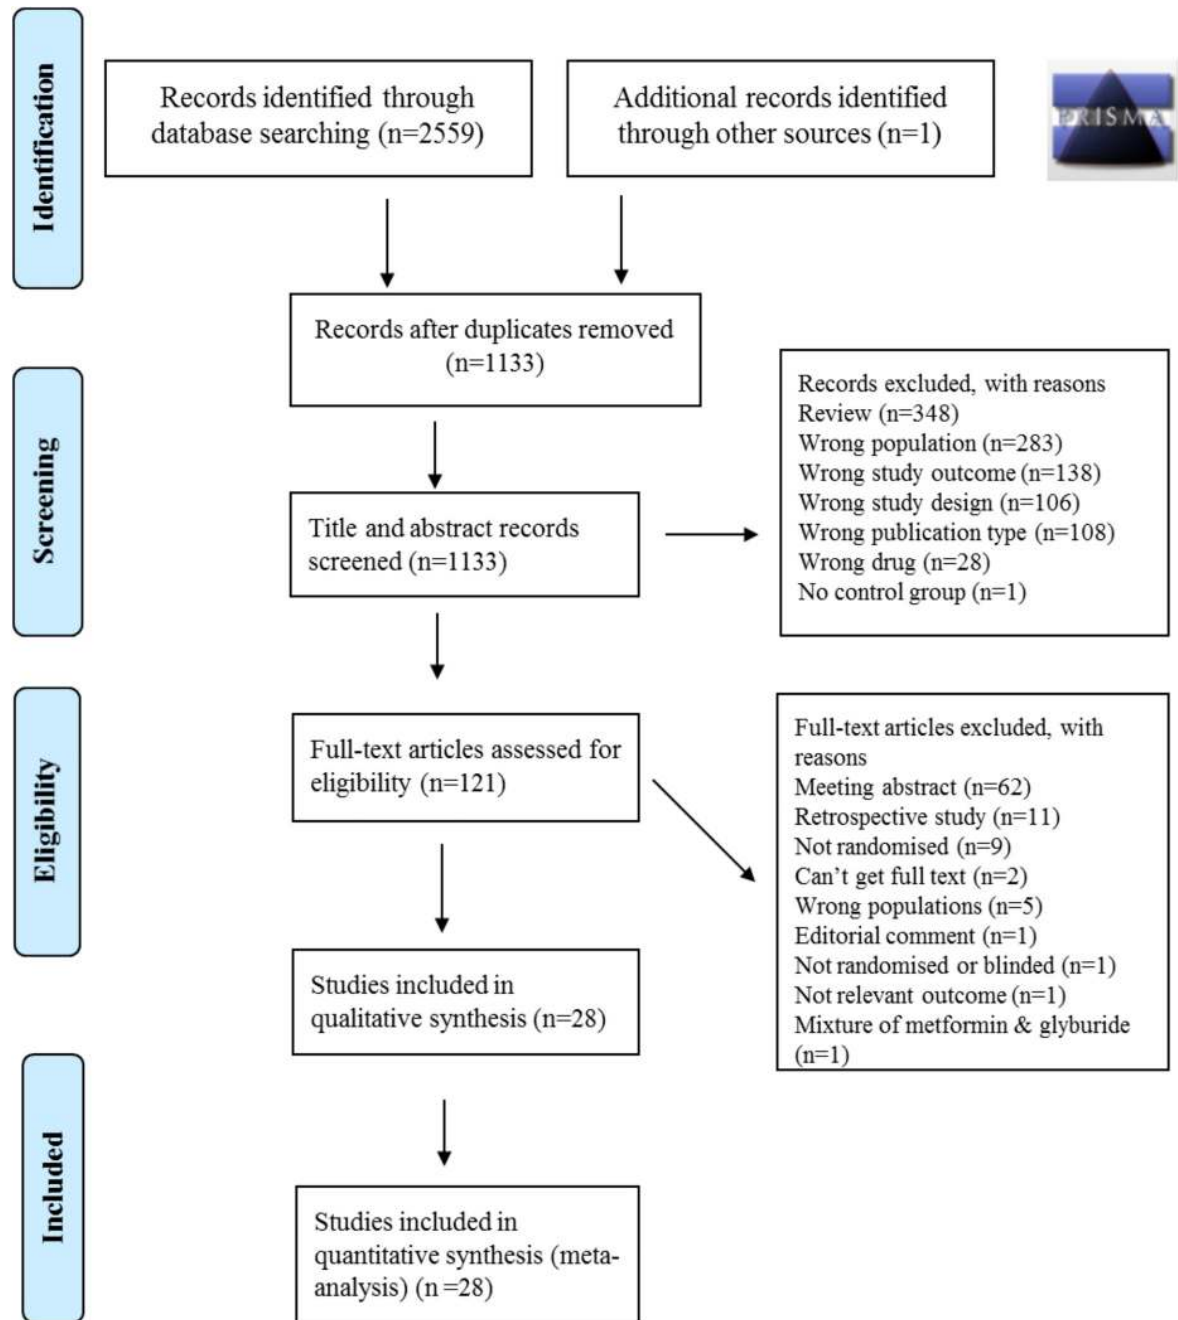 Identification
Records identified through
database searching (n=2559)
Additional records identified
through other sources (n=1)
PRISMA
Records after duplicates removed
(n=1133)
Screening
Title and abstract records
screened (n=1133)
Records excluded, with reasons
Review (n=348)
Wrong population (n=283)
Wrong study outcome (n=138)
Wrong study design (n=106)
Wrong publication type (n=108)
Wrong drug (n=28)
No control group (n=1)
Eligibility
Full-text articles assessed for
eligibility (n=121)
Full-text articles excluded, with
reasons
Meeting abstract (n=62)
Retrospective study (n=11)
Not randomised (n=9)
Can’t get full text (n=2)
Wrong populations (n=5)
Editorial comment (n=1)
Not randomised or blinded (n=1)
Not relevant outcome (n=1)
Mixture of metformin & glyburide
(n=1)
Studies included in
qualitative synthesis (n=28)
Included
Studies included in
quantitative synthesis (meta-
analysis) (n =28)